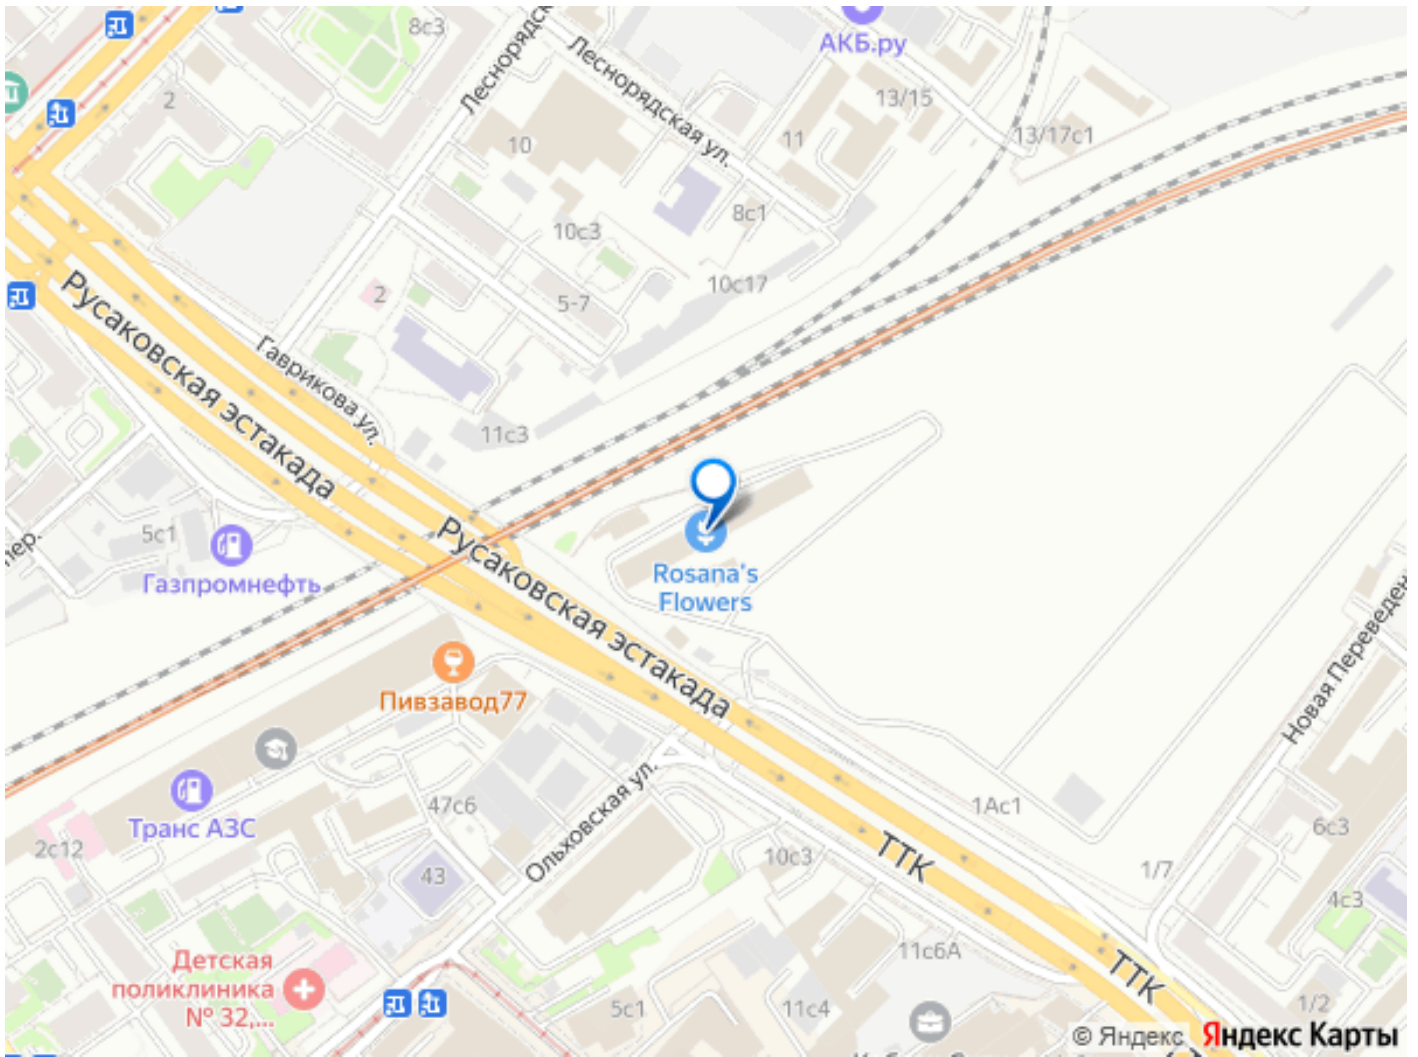 8с3
АКБ.ру
Леснорядск
Леснорядская ул.
2
13/15
10
11
13/17с1
8с1
10с3
10с17
2
5-7
Русаковская эстакада
Гаврикова ул.
11с3
5с1
пер.
Газпромнефть
Русаковская эстакада
Rosana's
Flowers
Новая Переведен
Пивзавод77
Транс АЗС
2с12
47с6
Ольховская ул.
43
1Ас1
6с3
ТТК
10с3
1/7
4с3
Детская
поликлиника
№ 32,...
11с6А
ТТК
5с1
11с4
1/2
© Яндекс
Яндекс Карты